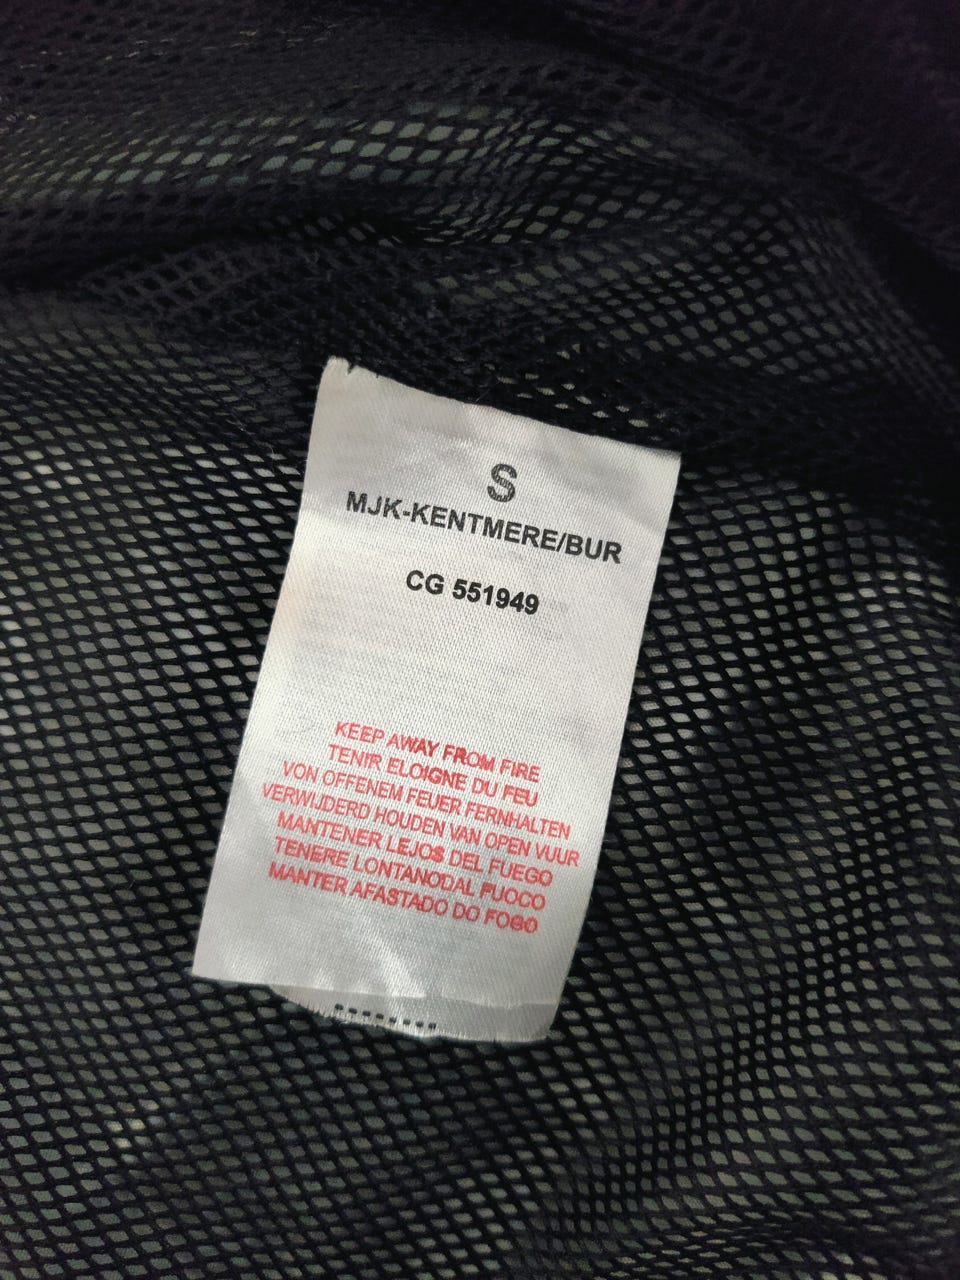 S
MJK-KENTMERE/BUR
CG 551949
KEEP AWAY FROM FIRE
TENIR ELOIGNE DU FEU
VON OFFENEM FEUER FERNHALTEN
VERWIJDERD HOUDEN VAN OPEN VUUR
MANTENER LEJOS DEL FUEGO
TENERE LONTANODAL FUOCO
MANTER AFASTADO DO FOGO